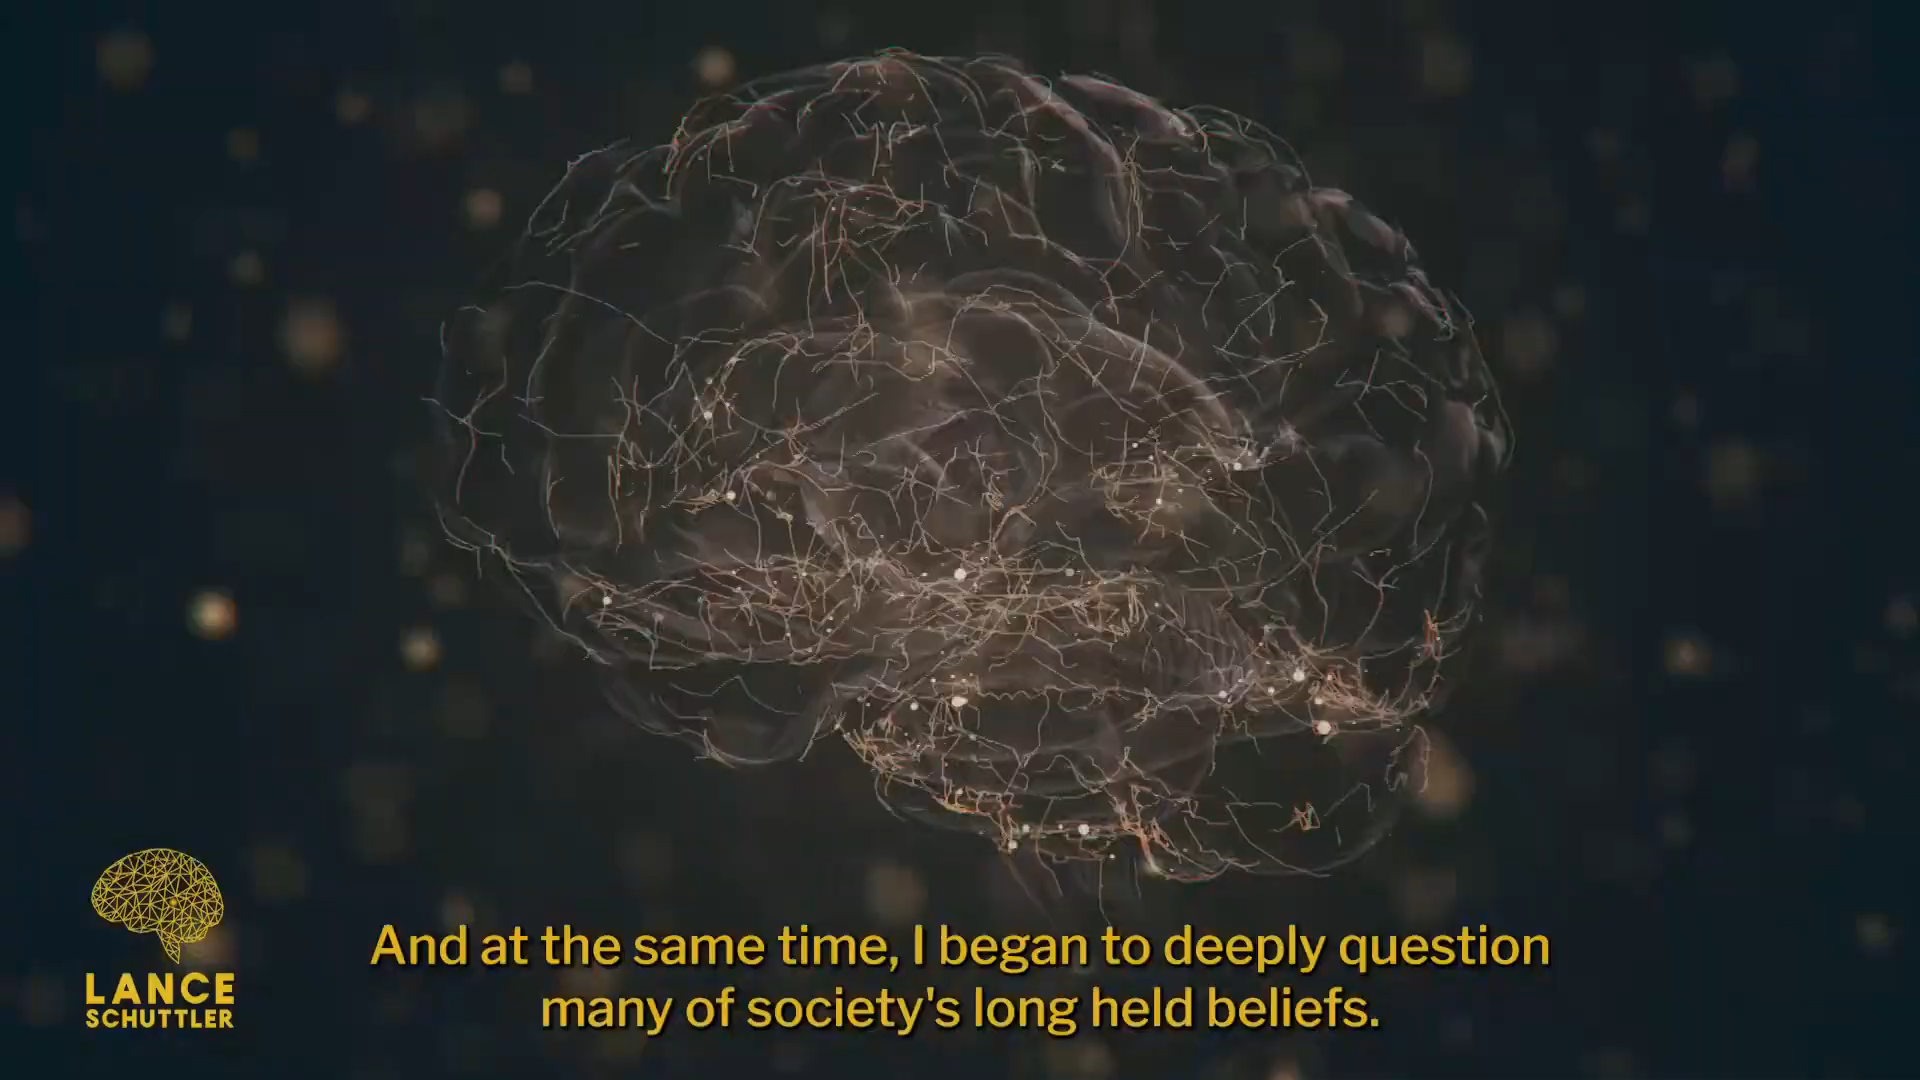 LANCE
SCHUTTLER
And at the same time, I began to deeply question
many of society's long held beliefs.